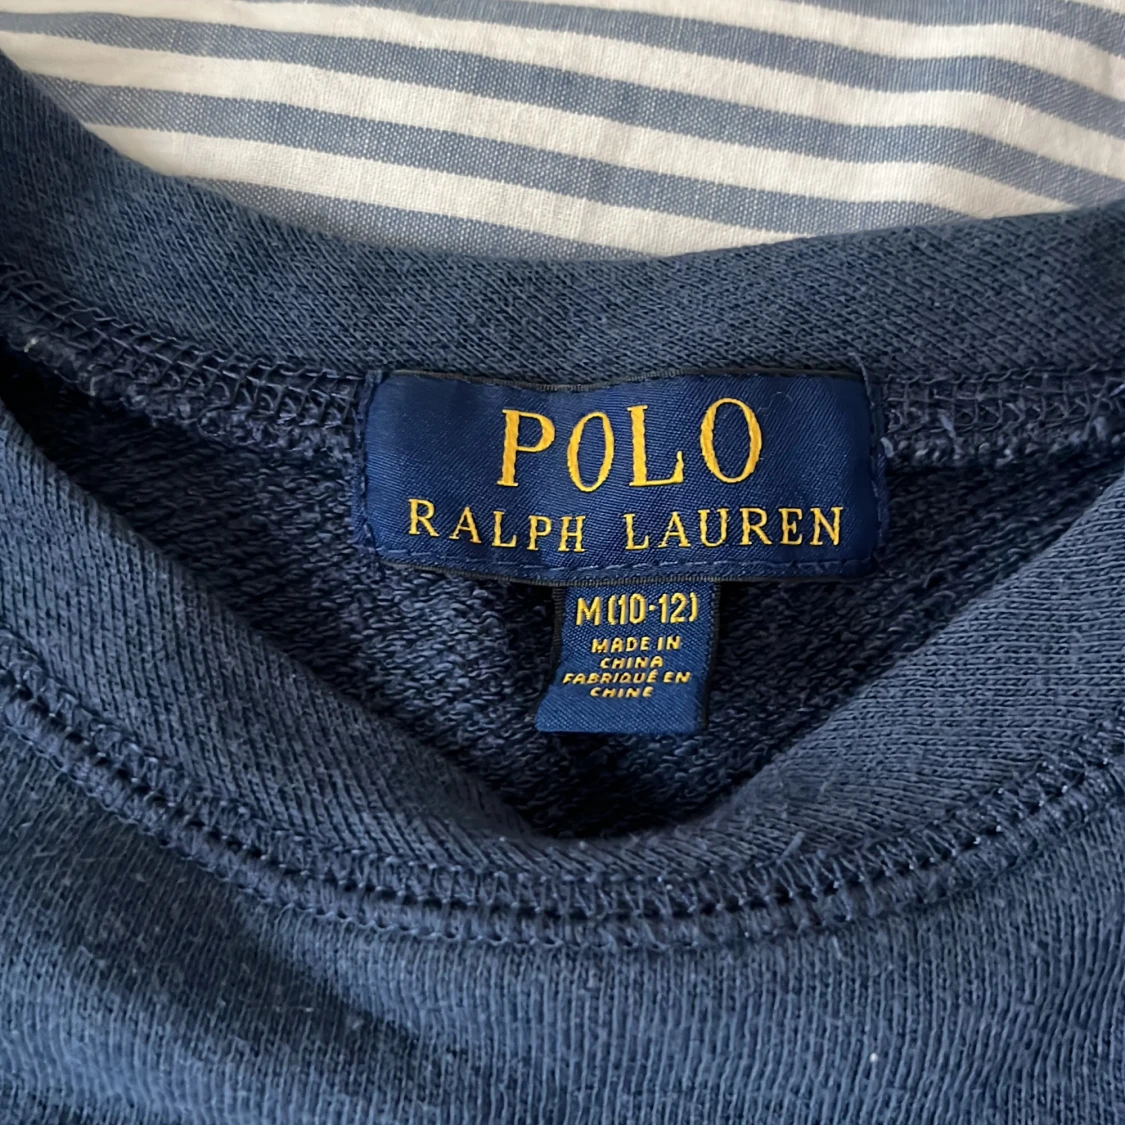 POLO
RALPH LAUREN
M (10-12)
MADE IN
CHINA
FABRIQUÉ EN
CHINE